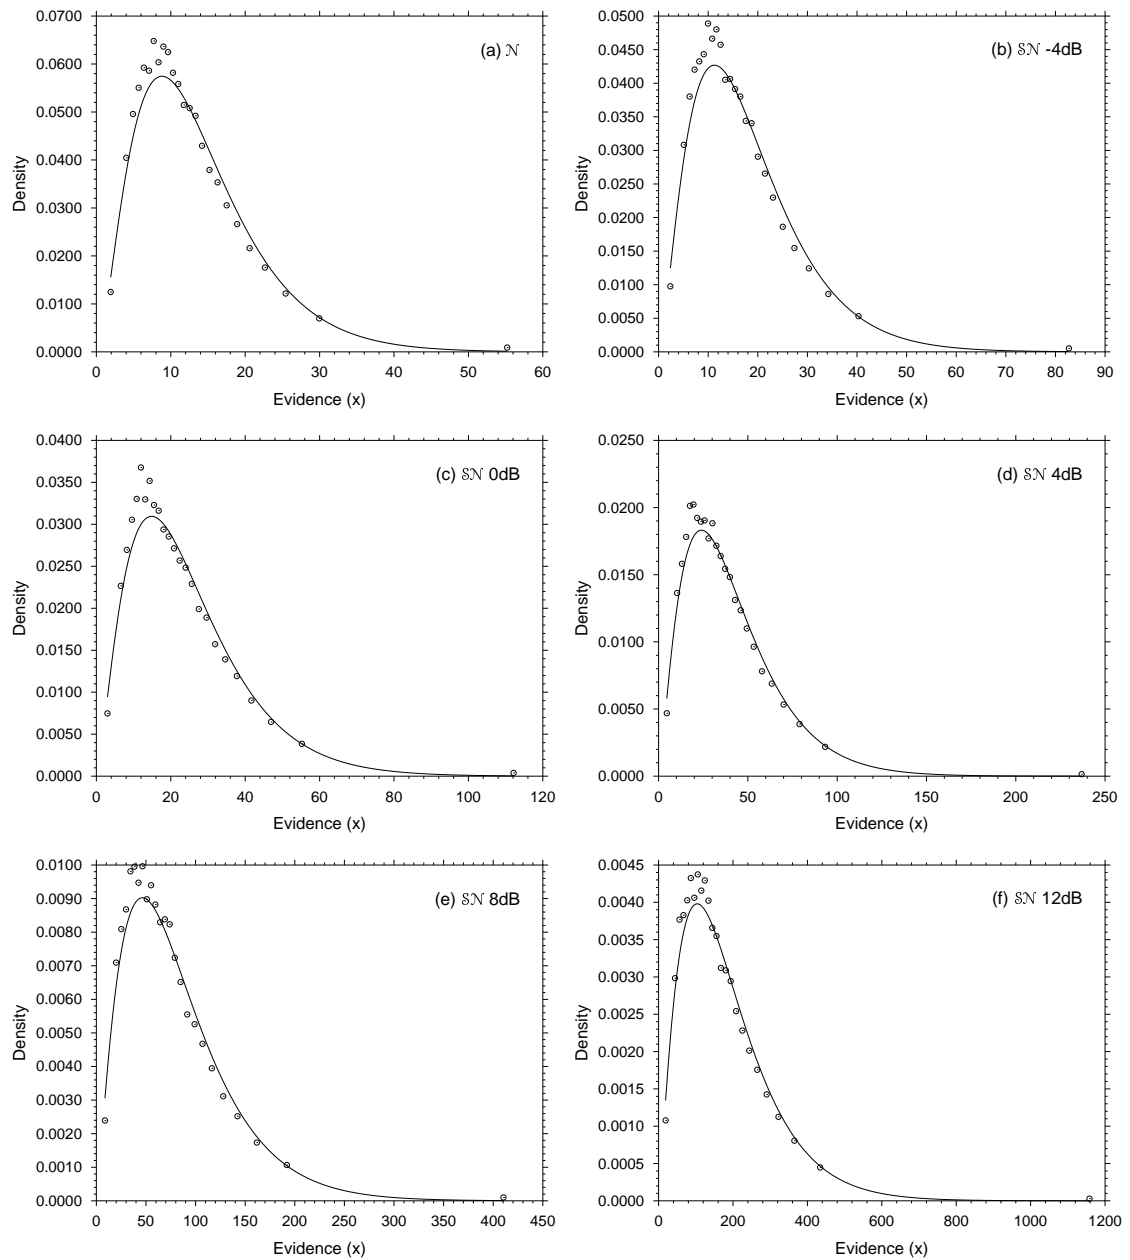 (a) 𝒩
0.0700
0.0600
0.0500
0.0400
0.0300
0.0200
0.0100
0.0000
Density
0 10 20 30 40 50 60
Evidence (x)
(b) 𝒮𝒩 -4dB
0.0500
0.0450
0.0400
0.0350
0.0300
0.0250
0.0200
0.0150
0.0100
0.0050
0.0000
Density
0 10 20 30 40 50 60 70 80 90
Evidence (x)
(c) 𝒮𝒩 0dB
0.0400
0.0350
0.0300
0.0250
0.0200
0.0150
0.0100
0.0050
0.0000
Density
0 20 40 60 80 100 120
Evidence (x)
(d) 𝒮𝒩 4dB
0.0250
0.0200
0.0150
0.0100
0.0050
0.0000
Density
0 50 100 150 200 250
Evidence (x)
(e) 𝒮𝒩 8dB
0.0100
0.0090
0.0080
0.0070
0.0060
0.0050
0.0040
0.0030
0.0020
0.0010
0.0000
Density
0 50 100 150 200 250 300 350 400 450
Evidence (x)
(f) 𝒮𝒩 12dB
0.0045
0.0040
0.0035
0.0030
0.0025
0.0020
0.0015
0.0010
0.0005
0.0000
Density
0 200 400 600 800 1000 1200
Evidence (x)